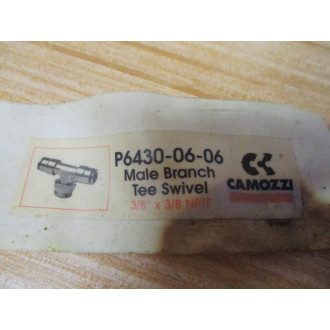 P6430-06-06
Male Branch
Tee Swivel
3/8" x 3/8 NPTF
CAMOZZI